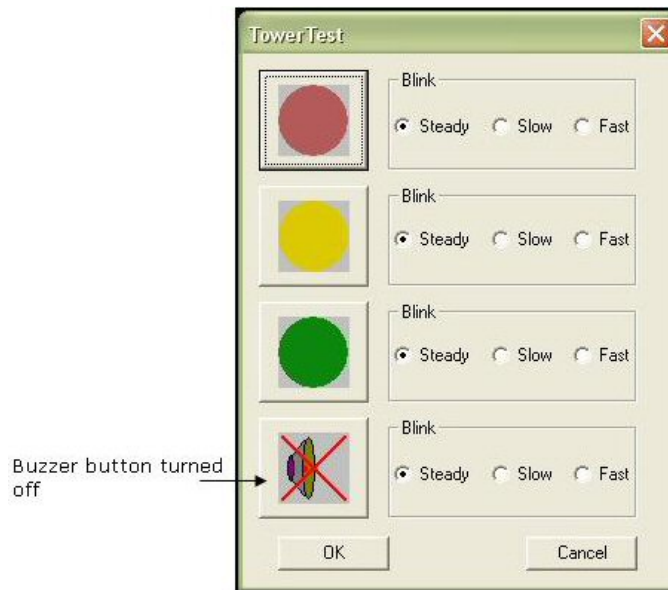 TowerTest
Blink
Steady Slow Fast
Blink
Steady Slow Fast
Blink
Steady Slow Fast
Blink
Steady Slow Fast
Buzzer button turned
off
OK Cancel